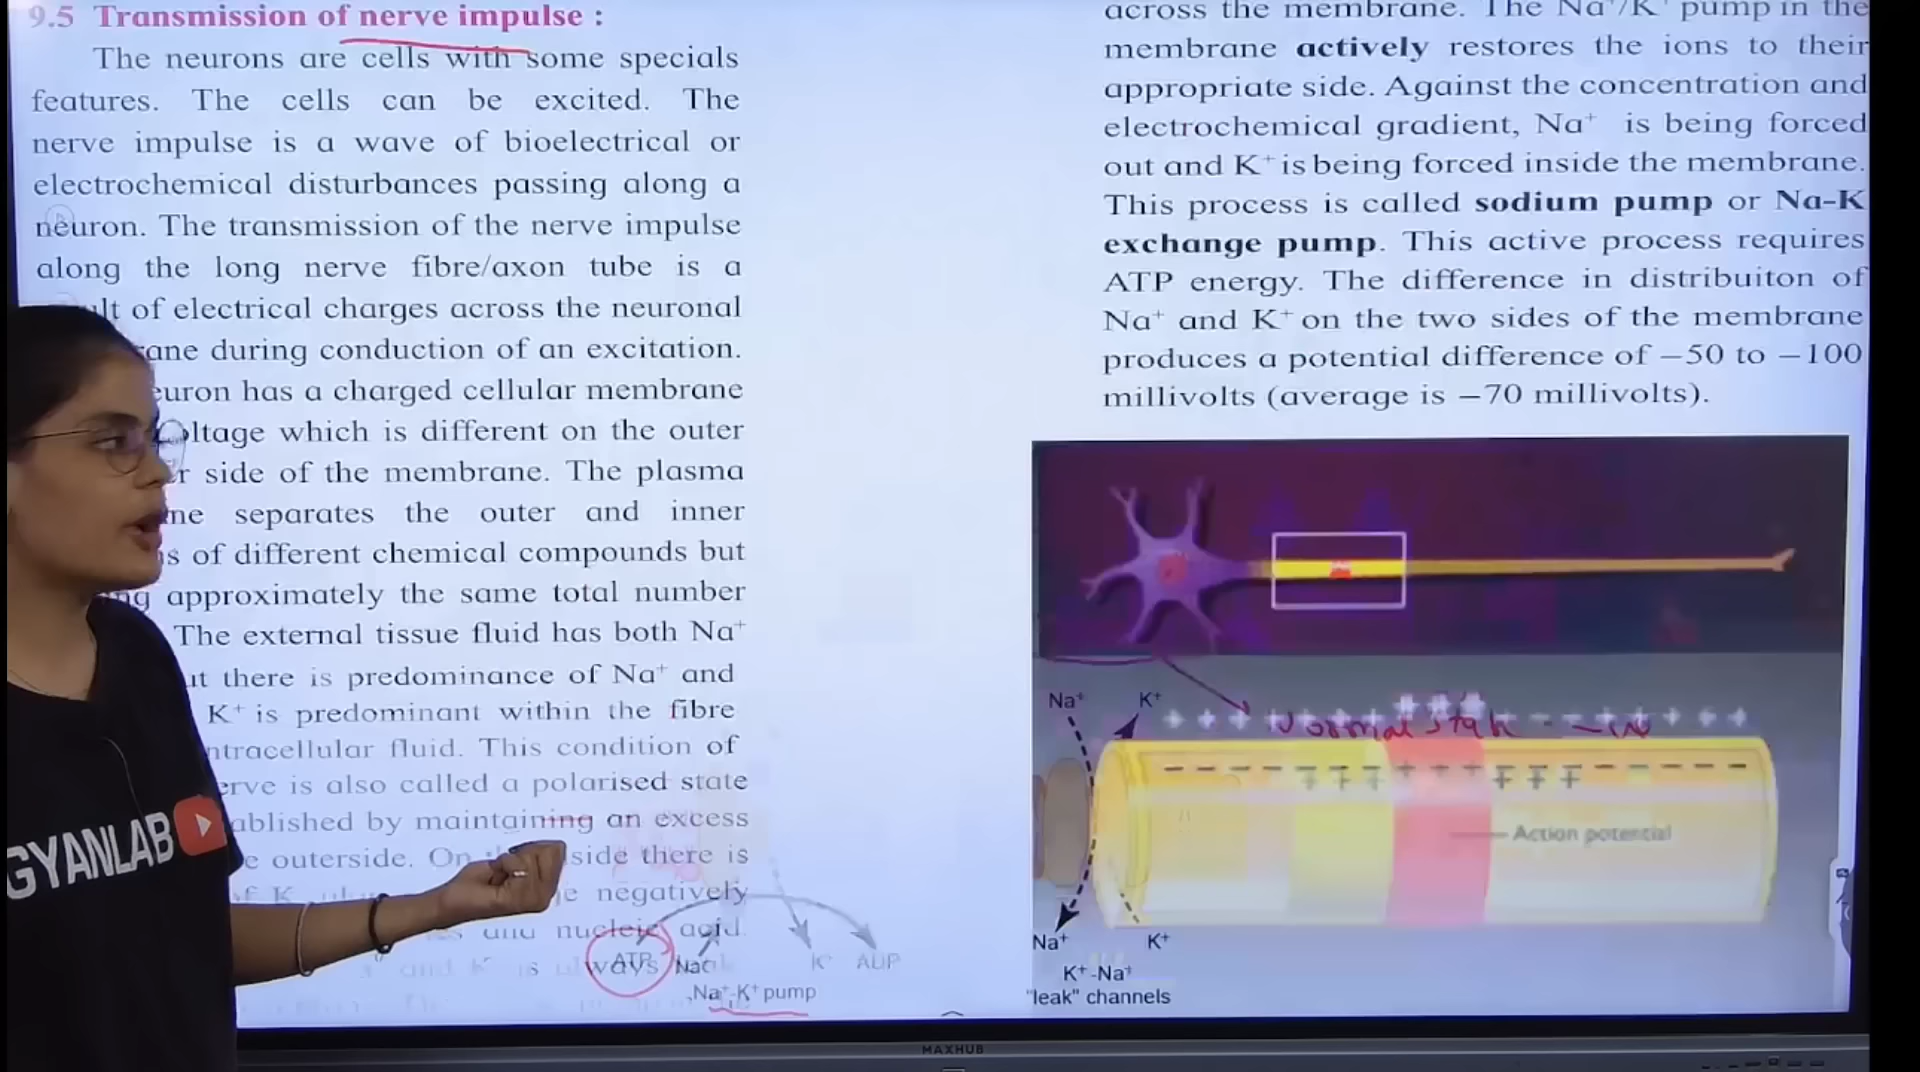 9.5 Transmission of nerve impulse :
The neurons are cells with some specials
features. The cells can be excited. The
nerve impulse is a wave of bioelectrical or
electrochemical disturbances passing along a
neuron. The transmission of the nerve impulse
along the long nerve fibre/axon tube is a
of electrical charges across the neuronal
during conduction of an excitation.
has a charged cellular membrane
which is different on the outer
side of the membrane. The plasma
separates the outer and inner
of different chemical compounds but
approximately the same total number
The external tissue fluid has both Na⁺
there is predominance of Na⁺ and
K⁺ is predominant within the fibre
fluid. This condition of
is also called a polarised state
by maintaining an excess
outerside. On side there is
negatively
nucleic acid.
ATP
K⁺ ADP
Na⁺-K⁺ pump
across the membrane. The Na⁺/K⁺ pump in the
membrane actively restores the ions to their
appropriate side. Against the concentration and
electrochemical gradient, Na⁺ is being forced
out and K⁺ is being forced inside the membrane.
This process is called sodium pump or Na-K
exchange pump. This active process requires
ATP energy. The difference in distribuiton of
Na⁺ and K⁺ on the two sides of the membrane
produces a potential difference of −50 to −100
millivolts (average is −70 millivolts).
Na⁺ K⁺
+ + +
Normal
Action potential
Na⁺ K⁺
K⁺-Na⁺
"leak" channels
GYANLAB
MAXHUB